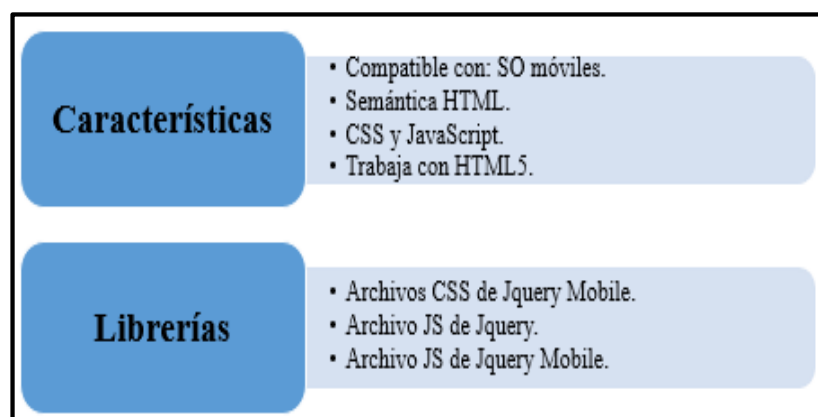 Característícas
• Compatible con: SO móviles.
• Semántica HTML.
• CSS y JavaScript.
• Trabaja con HTML5.
Librerías
• Archivos CSS de Jquery Mobile.
• Archivo JS de Jquery.
• Archivo JS de Jquery Mobile.